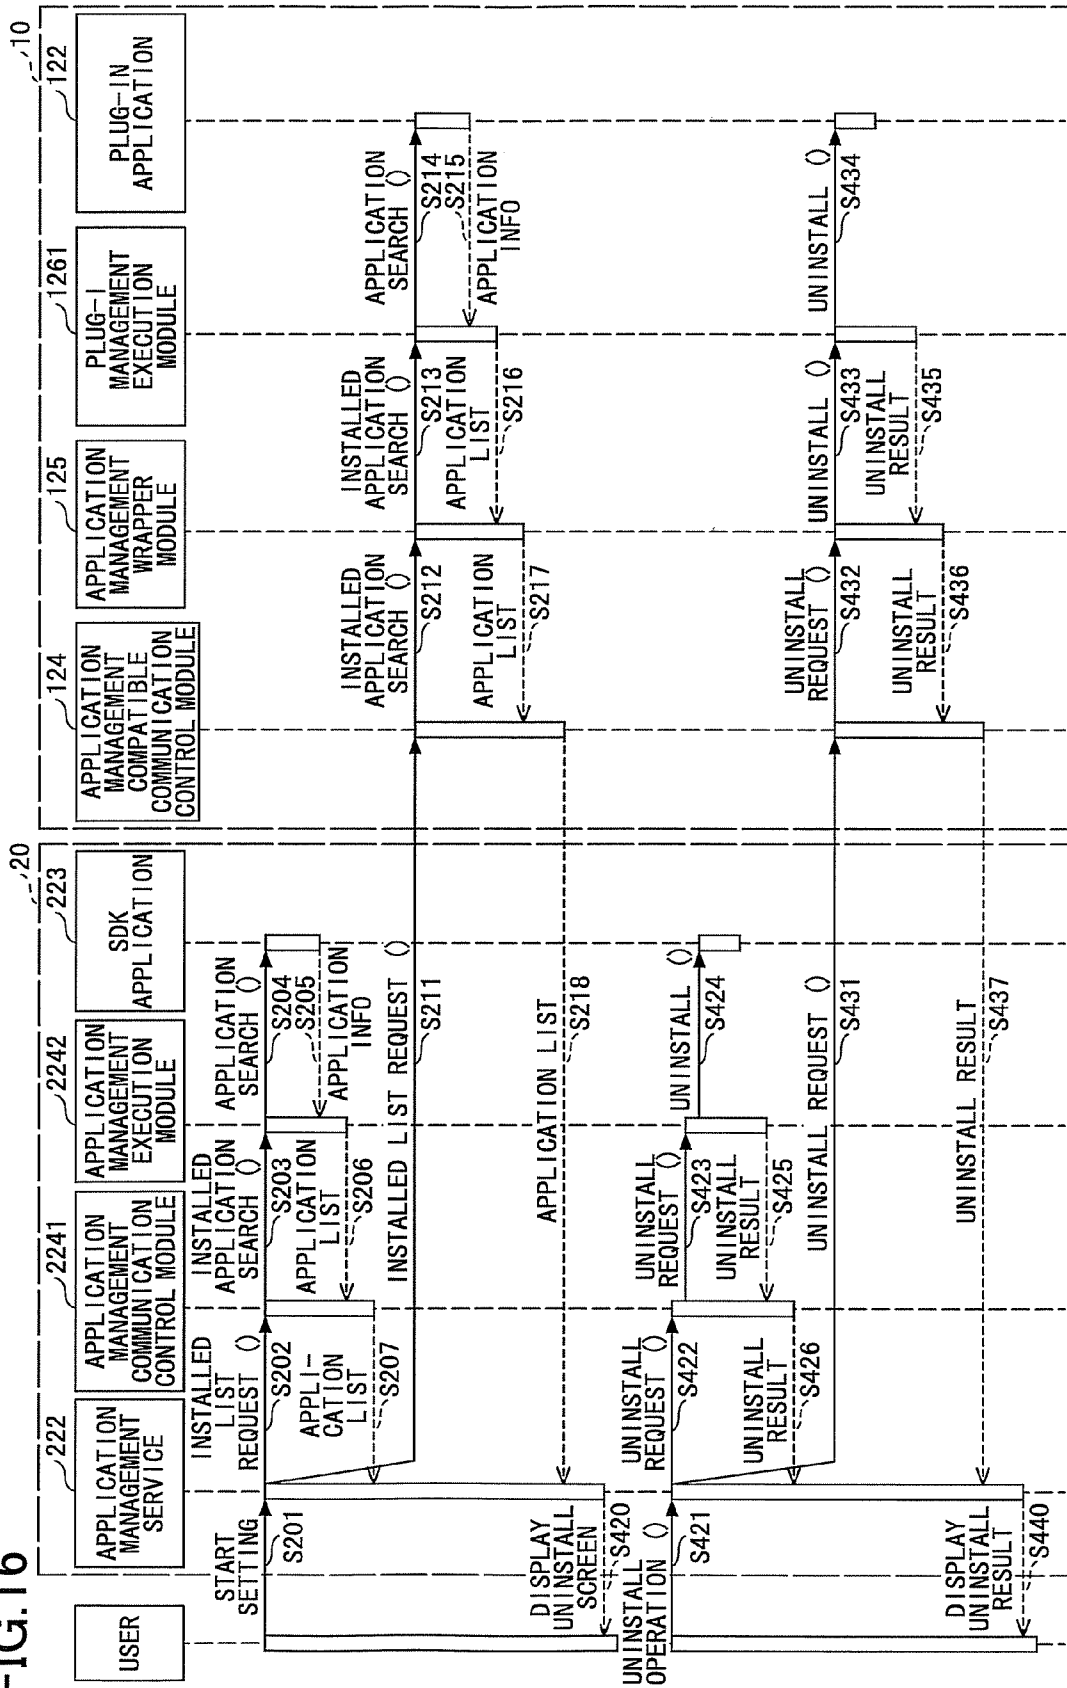 FIG.16
10
20
USER
222
APPLICATION
MANAGEMENT
SERVICE
2241
APPLICATION
MANAGEMENT
COMMUNICATION
CONTROL MODULE
2242
APPLICATION
MANAGEMENT
EXECUTION
MODULE
223
SDK
APPLICATION
124
APPLICATION
MANAGEMENT
COMPATIBLE
COMMUNICATION
CONTROL MODULE
125
APPLICATION
MANAGEMENT
WRAPPER
MODULE
1261
PLUG-I
MANAGEMENT
EXECUTION
MODULE
122
PLUG-IN
APPLICATION
START
SETTING
S201
INSTALLED
LIST
REQUEST ()
S202
INSTALLED
APPLICATION
SEARCH ()
S203
APPLICATION
SEARCH ()
S204
S205
APPLICATION
INFO
APPLICATION
LIST
S206
APPLI-
CATION
LIST
S207
INSTALLED LIST REQUEST ()
S211
INSTALLED
APPLICATION
SEARCH ()
S212
INSTALLED
APPLICATION
SEARCH ()
S213
APPLICATION
SEARCH ()
S214
S215
APPLICATION
INFO
APPLICATION
LIST
S216
APPLICATION
LIST
S217
APPLICATION LIST
S218
DISPLAY
UNINSTALL
SCREEN
S420
UNINSTALL
OPERATION ()
S421
UNINSTALL
REQUEST ()
S422
UNINSTALL
REQUEST ()
S423
UNINSTALL ()
S424
UNINSTALL
RESULT
S425
UNINSTALL
RESULT
S426
UNINSTALL REQUEST ()
S431
UNINSTALL
REQUEST ()
S432
UNINSTALL ()
S433
UNINSTALL ()
S434
UNINSTALL
RESULT
S435
UNINSTALL
RESULT
S436
UNINSTALL RESULT
S437
DISPLAY
UNINSTALL
RESULT
S440